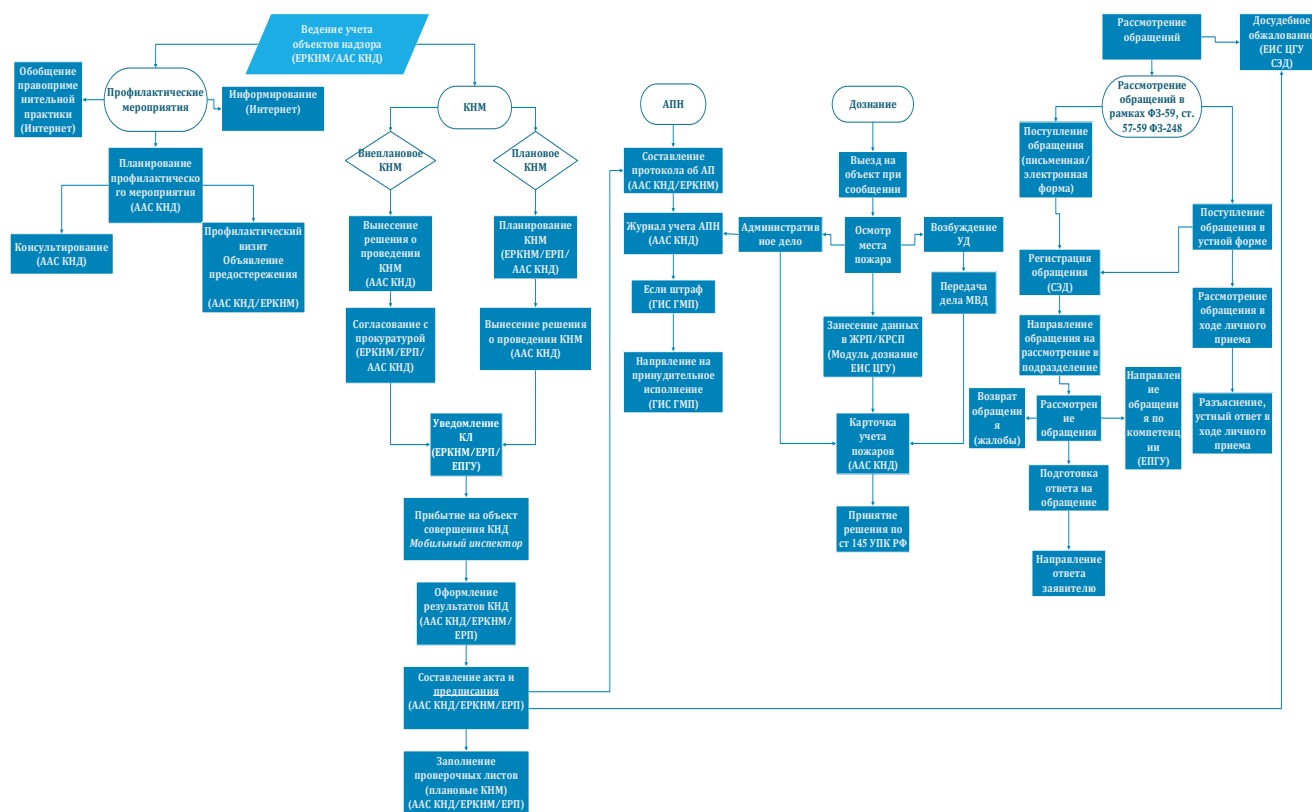 Ведение учета
объектов надзора
(ЕРКНМ/ААС КНД)
Обобщение
правоприме
нительной
практики
(Интернет)
Профилактические
мероприятия
Информирование
(Интернет)
Планирование
профилактическо
го мероприятия
(ААС КНД)
Консультирование
(ААС КНД)
Профилактический
визит
Объявление
предостережения
(ААС КНД/ЕРКНМ)
КНМ
Внеплановое
КНМ
Плановое
КНМ
Вынесение
решения о
проведении
КНМ
(ААС КНД)
Планирование
КНМ
(ЕРКНМ/ЕРП/
ААС КНД)
Согласование с
прокуратурой
(ЕРКНМ/ЕРП/
ААС КНД)
Вынесение решения
о проведении КНМ
(ААС КНД)
Уведомление
КЛ
(ЕРКНМ/ЕРП/
ЕПГУ)
Прибытие на объект
совершения КНД
Мобильный инспектор
Оформление
результатов КНД
(ААС КНД/ЕРКНМ/
ЕРП)
Составление акта и
предписания
(ААС КНД/ЕРКНМ/ЕРП)
Заполнение
проверочных листов
(плановые КНМ)
(ААС КНД/ЕРКНМ/ЕРП)
АПН
Составление
протокола об АП
(ААС КНД/ЕРКНМ)
Журнал учета АПН
(ААС КНД)
Если штраф
(ГИС ГМП)
Напрвление на
принудительное
исполнение
(ГИС ГМП)
Дознание
Выезд на
объект при
сообщении
Административ
ное дело
Осмотр
места
пожара
Возбуждение
УД
Передача
дела МВД
Занесение данных
в ЖРП/КРСП
(Модуль дознание
ЕИС ЦГУ)
Карточка
учета
пожаров
(ААС КНД)
Принятие
решения по
ст 145 УПК РФ
Рассмотрение
обращений
Досудебное
обжалование
(ЕИС ЦГУ
СЭД)
Рассмотрение
обращений в
рамках ФЗ-59, ст.
57-59 ФЗ-248
Поступление
обращения
(письменная/
электронная
форма)
Поступление
обращения в
устной форме
Регистрация
обращения
(СЭД)
Рассмотрение
обращения в
ходе личного
приема
Направление
обращения на
рассмотрение в
подразделение
Возврат
обращени
я
(жалобы)
Рассмотрен
ие
обращения
Направлен
ие
обращени
я по
компетенц
ии
(ЕПГУ)
Разъяснение,
устный ответ в
ходе личного
приема
Подготовка
ответа на
обращение
Направление
ответа
заявителю